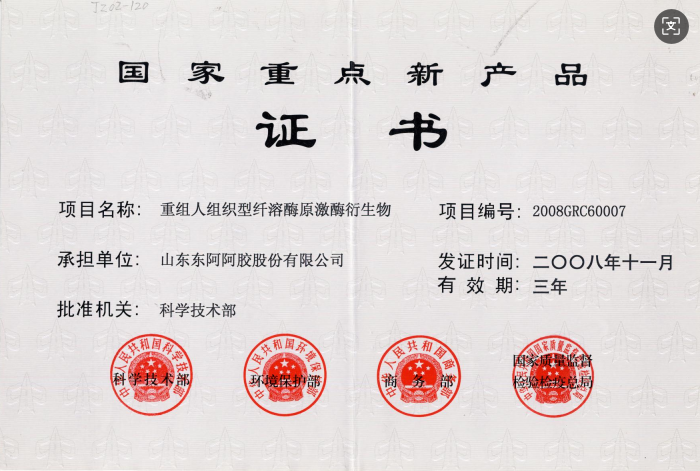 JZ02-120
国家重点新产品
证书
项目名称：重组人组织型纤溶酶原激酶衍生物
项目编号：2008GRC60007
承担单位：山东东阿阿胶股份有限公司
发证时间：二〇〇八年十一月
有效期：三年
批准机关：科学技术部
中华人民共和国科学技术部
科学技术部
中华人民共和国环境保护部
环境保护部
中华人民共和国商务部
商务部
国家质量监督
检验检疫总局